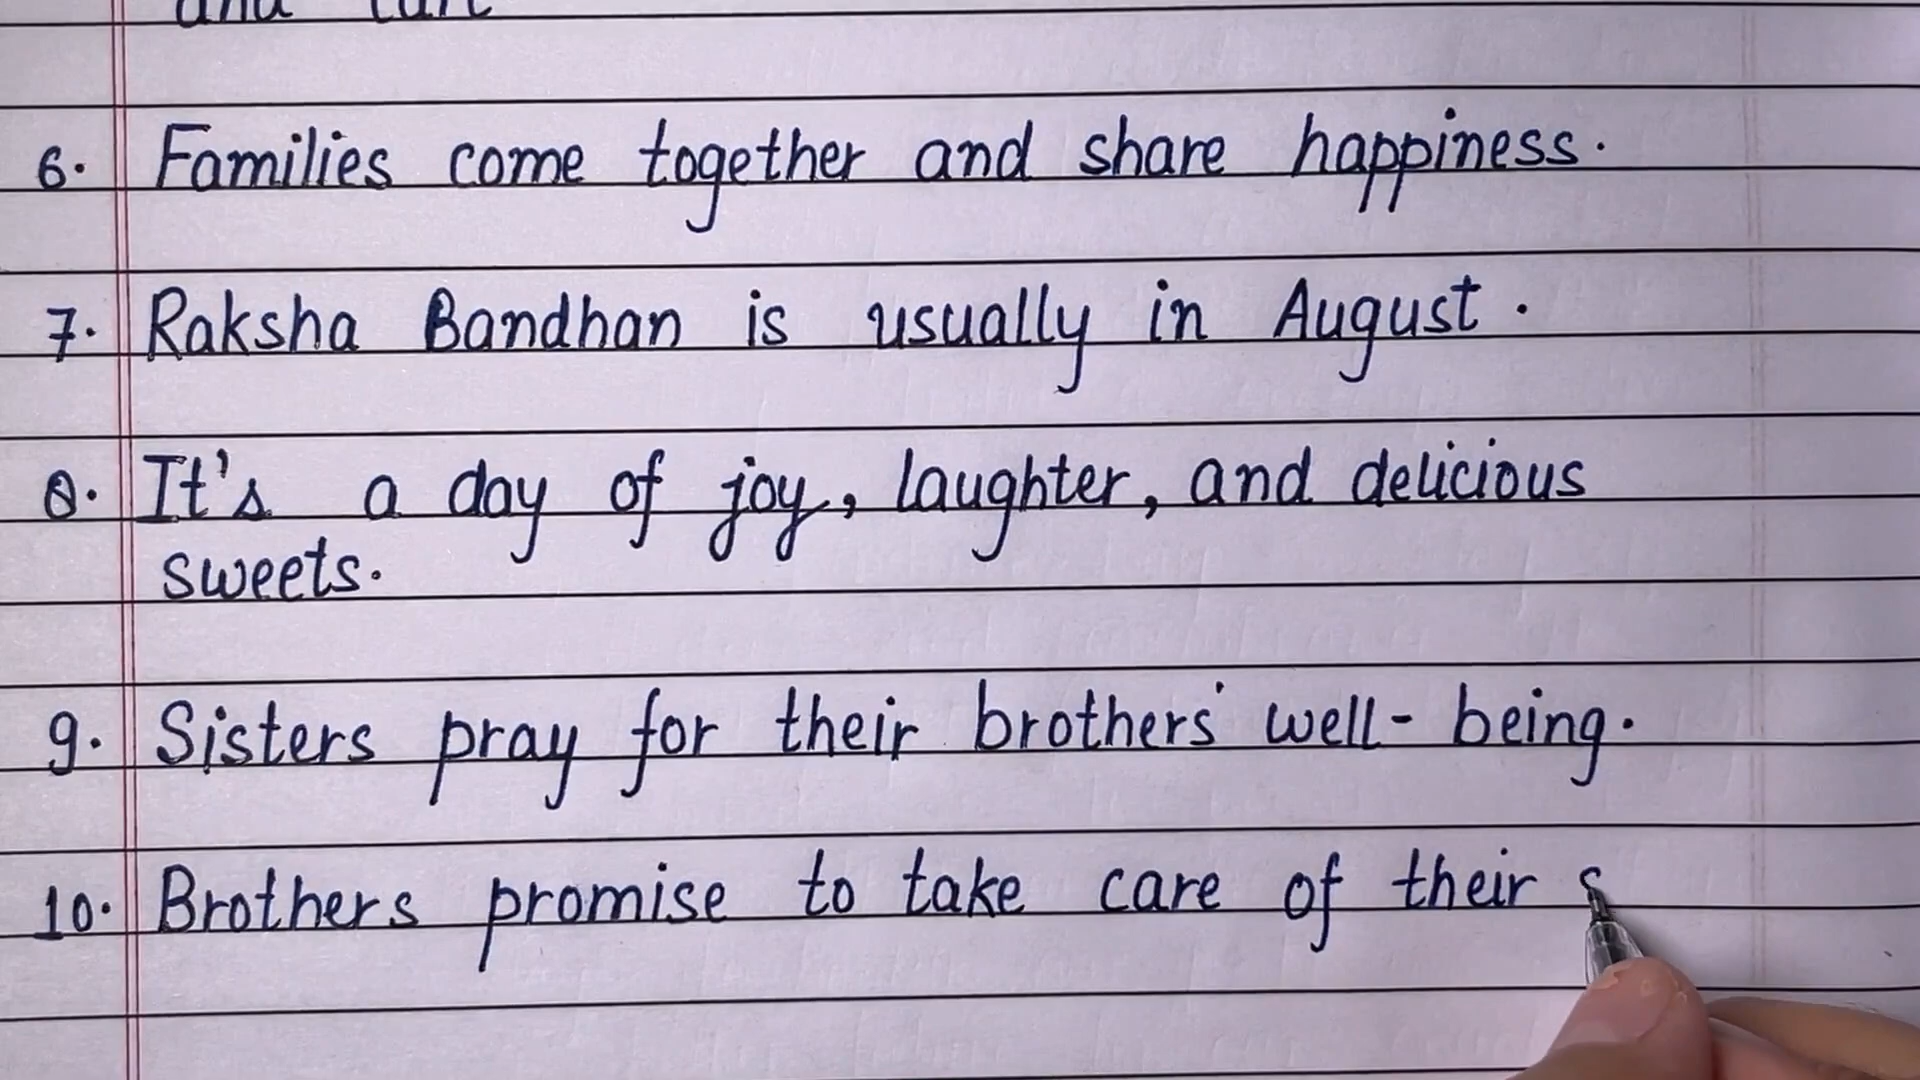 6. Families come together and share happiness.
7. Raksha Bandhan is usually in August.
8. It's a day of joy, laughter, and delicious
sweets.
9. Sisters pray for their brothers' well-being.
10. Brothers promise to take care of their s